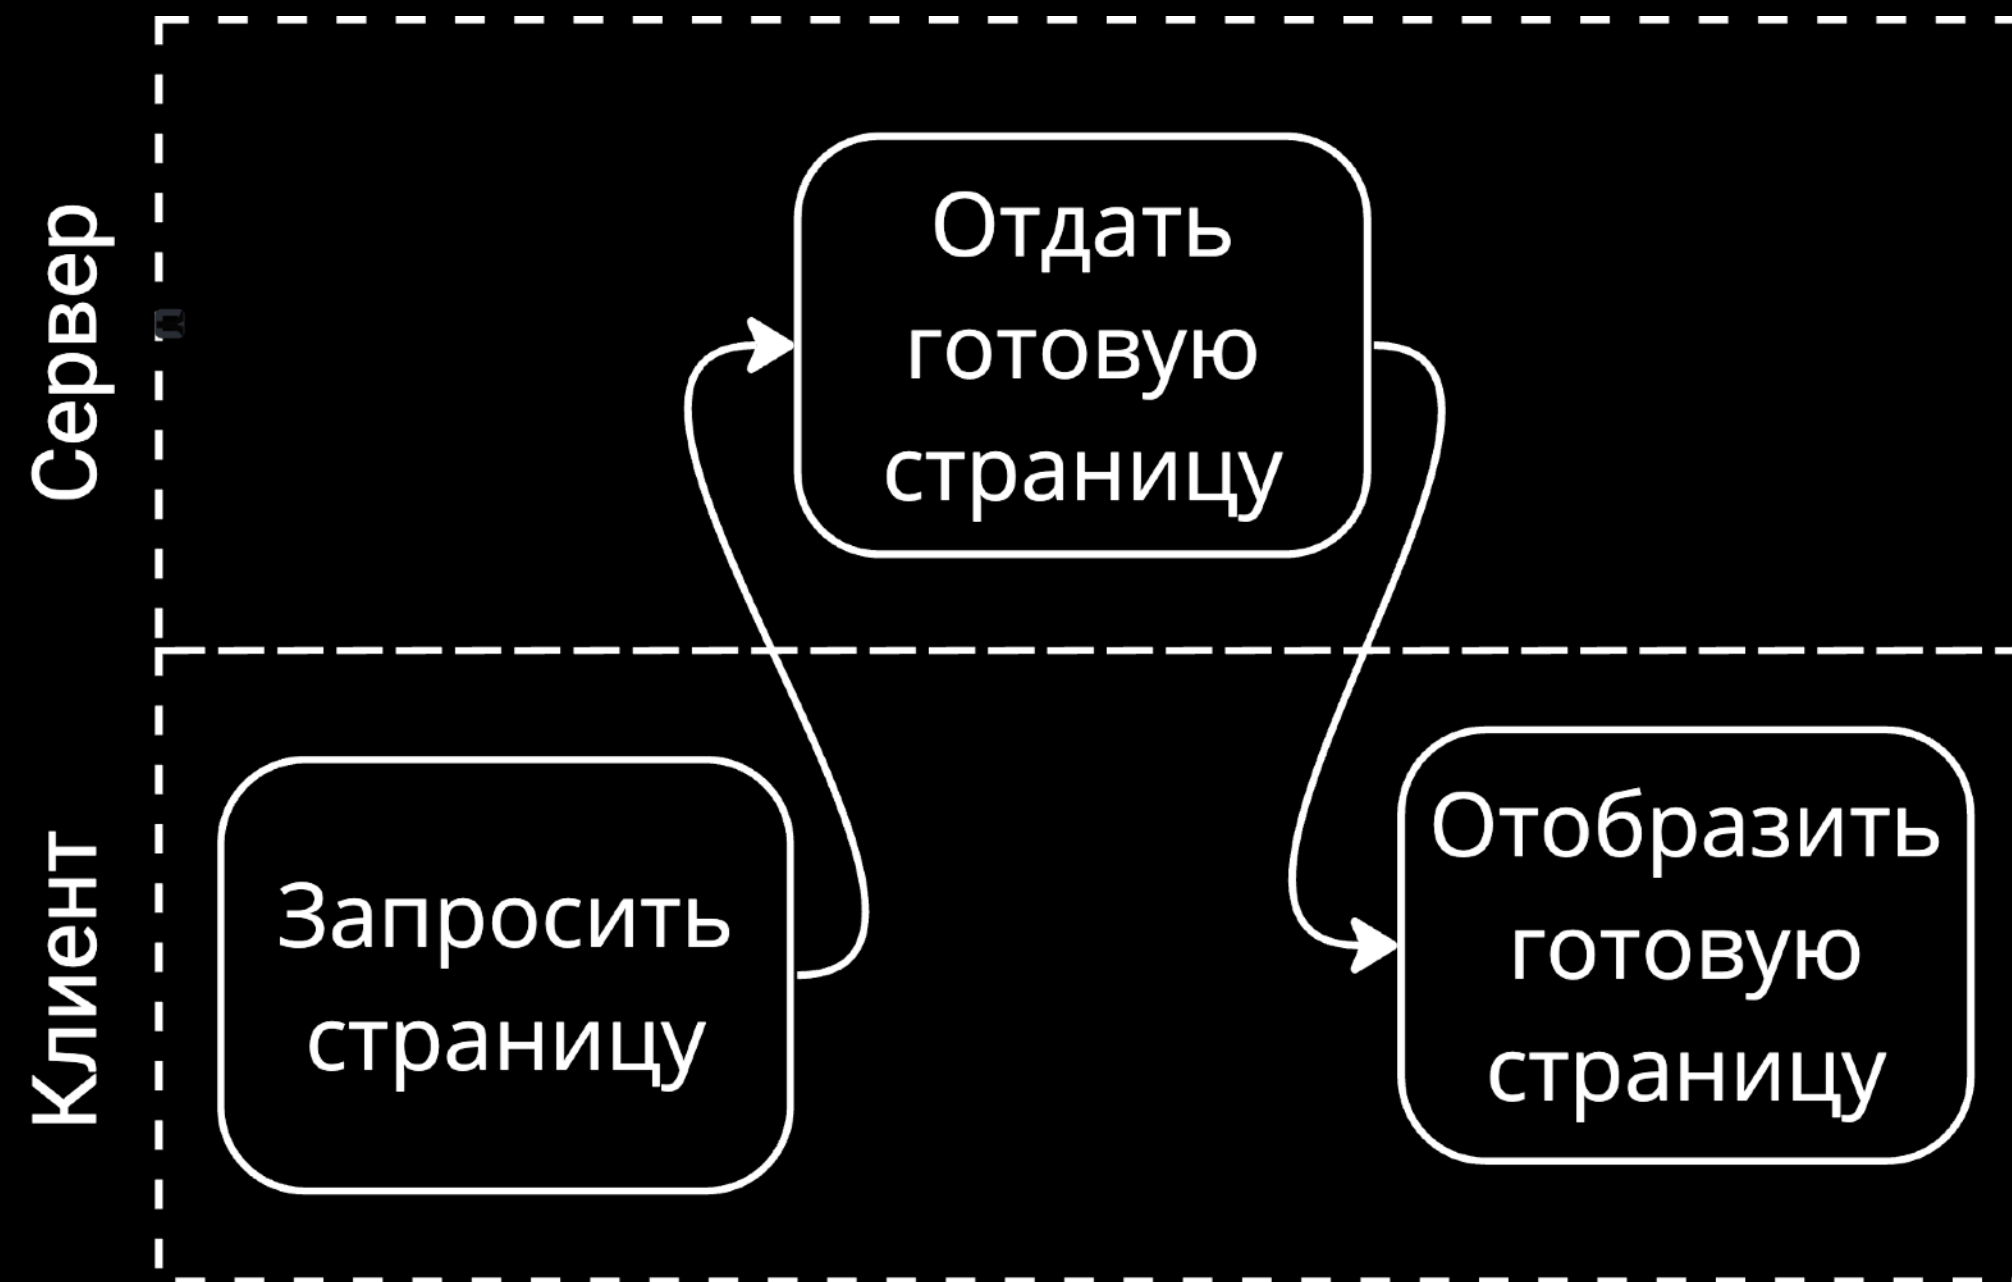 Сервер
Отдать
готовую
страницу
Клиент
Запросить
страницу
Отобразить
готовую
страницу